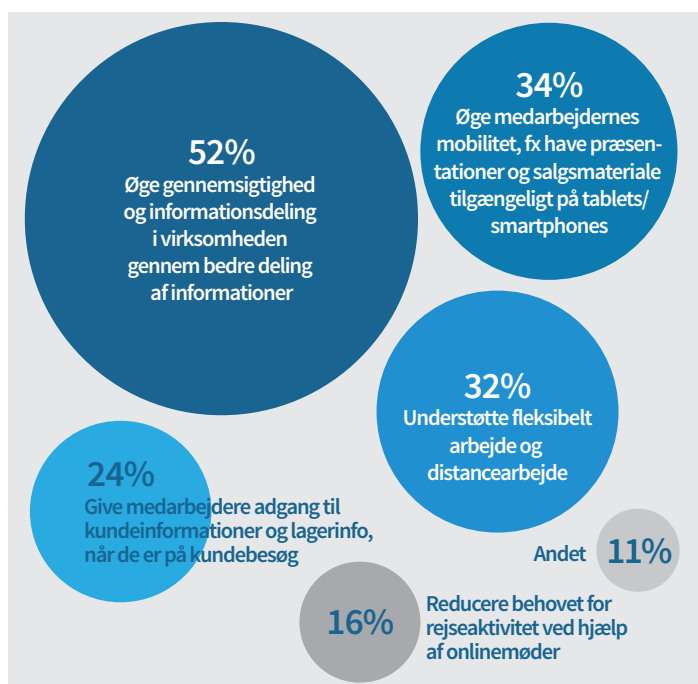 52%
Øge gennemsigtighed
og informationsdeling
i virksomheden
gennem bedre deling
af informationer
34%
Øge medarbejdernes
mobilitet, fx have præsen-
tationer og salgsmateriale
tilgængeligt på tablets/
smartphones
32%
Understøtte fleksibelt
arbejde og
distancearbejde
24%
Give medarbejdere adgang til
kundeinformationer og lagerinfo,
når de er på kundebesøg
Andet 11%
16%
Reducere behovet for
rejseaktivitet ved hjælp
af onlinemøder